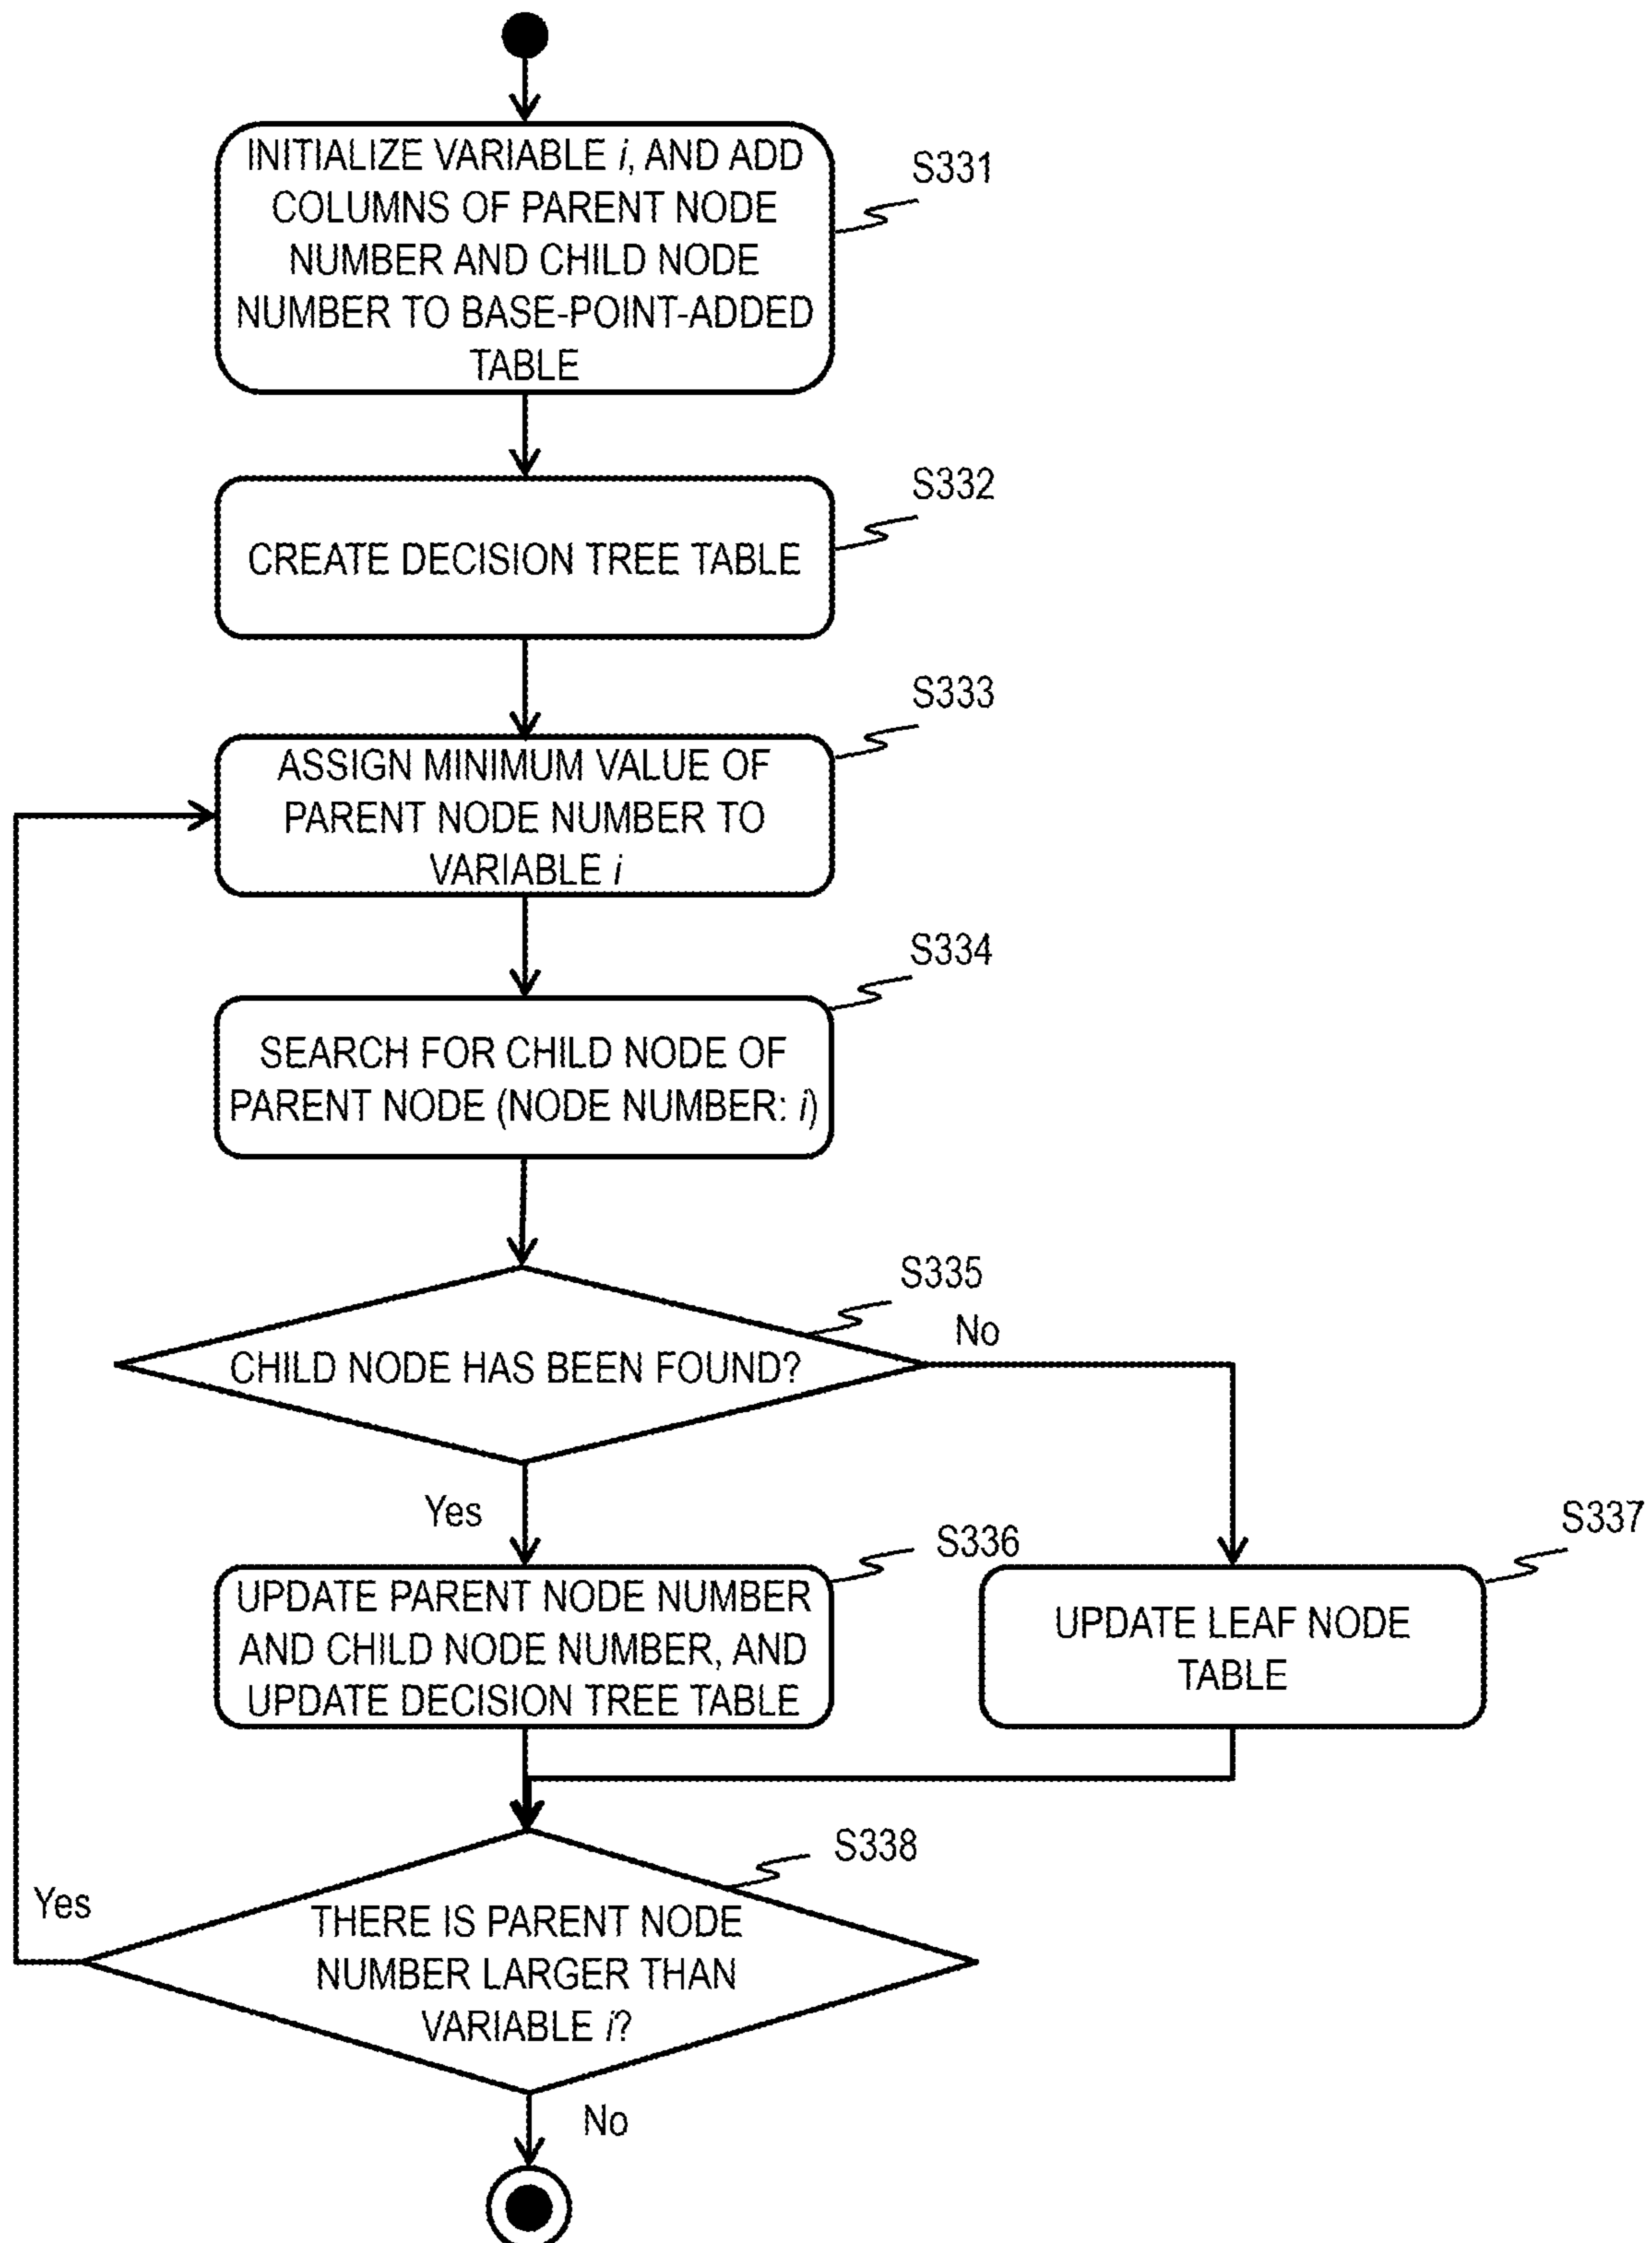 INITIALIZE VARIABLE i, AND ADD
COLUMNS OF PARENT NODE
NUMBER AND CHILD NODE
NUMBER TO BASE-POINT-ADDED
TABLE
S331
CREATE DECISION TREE TABLE
S332
ASSIGN MINIMUM VALUE OF
PARENT NODE NUMBER TO
VARIABLE i
S333
SEARCH FOR CHILD NODE OF
PARENT NODE (NODE NUMBER: i)
S334
CHILD NODE HAS BEEN FOUND?
S335
No
Yes
UPDATE PARENT NODE NUMBER
AND CHILD NODE NUMBER, AND
UPDATE DECISION TREE TABLE
S336
UPDATE LEAF NODE
TABLE
S337
THERE IS PARENT NODE
NUMBER LARGER THAN
VARIABLE i?
S338
Yes
No